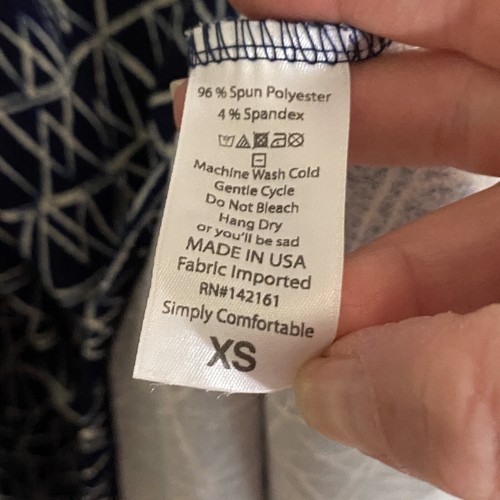 96 % Spun Polyester
4 % Spandex
Machine Wash Cold
Gentle Cycle
Do Not Bleach
Hang Dry
or you'll be sad
MADE IN USA
Fabric Imported
RN#142161
Simply Comfortable
XS